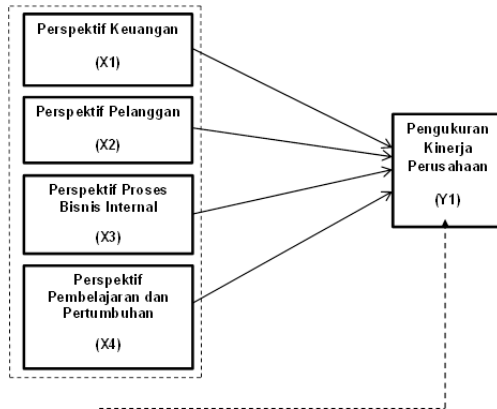 Perspektif Keuangan
(X1)
Perspektif Pelanggan
(X2)
Perspektif Proses
Bisnis Internal
(X3)
Perspektif
Pembelajaran dan
Pertumbuhan
(X4)
Pengukuran
Kinerja
Perusahaan
(Y1)